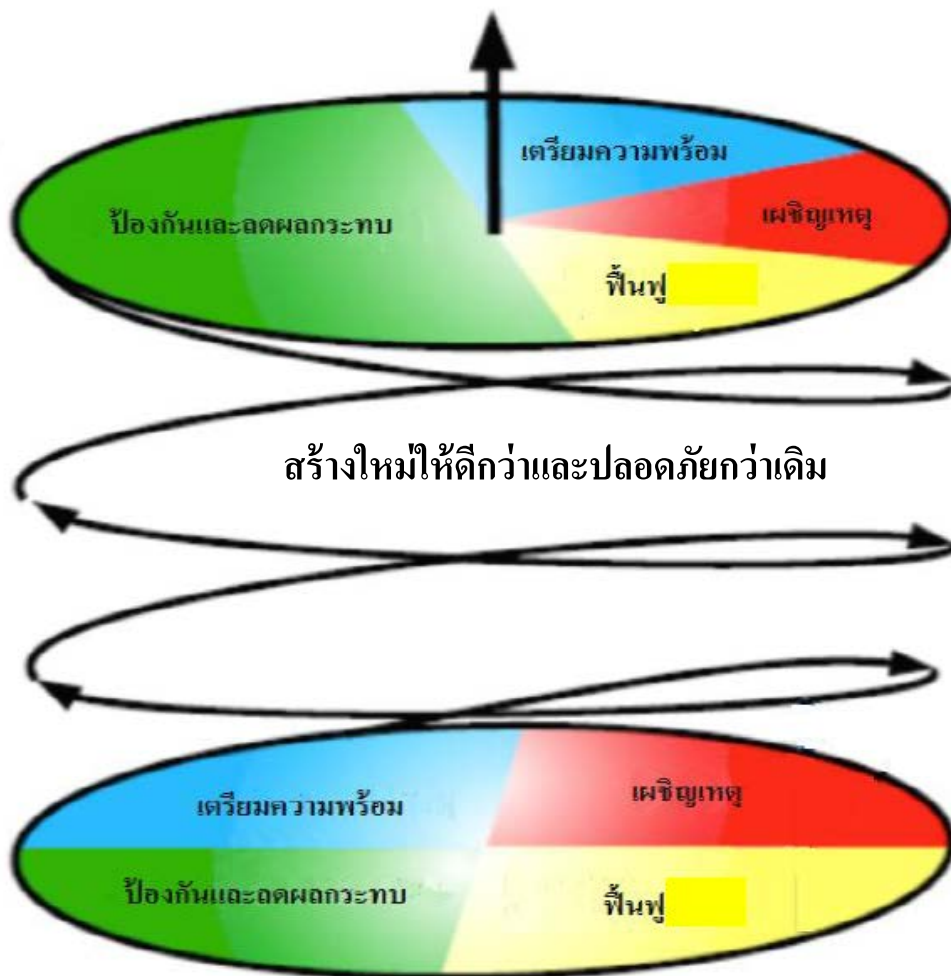 เตรียมความพร้อม
ป้องกันและลดผลกระทบ
เผชิญเหตุ
ฟื้นฟู
สร้างใหม่ให้ดีกว่าและปลอดภัยกว่าเดิม
เตรียมความพร้อม
เผชิญเหตุ
ป้องกันและลดผลกระทบ
ฟื้นฟู